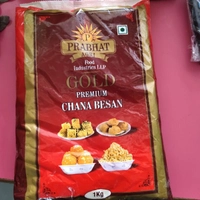 P
PRABHAT
Food
Industries LLP
GOLD
PREMIUM
CHANA BESAN
1Kg